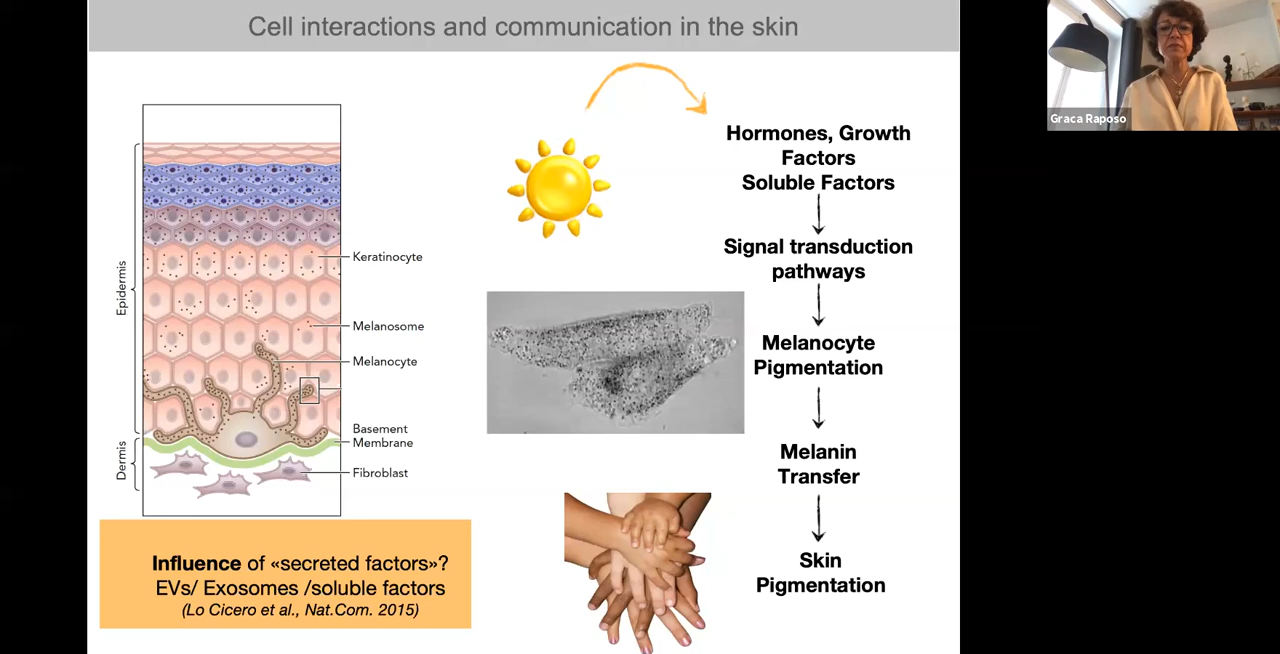 Cell interactions and communication in the skin
Graca Raposo
Epidermis
Dermis
Keratinocyte
Melanosome
Melanocyte
Basement
Membrane
Fibroblast
Hormones, Growth
Factors
Soluble Factors
Signal transduction
pathways
Melanocyte
Pigmentation
Melanin
Transfer
Skin
Pigmentation
Influence of «secreted factors»?
EVs/ Exosomes /soluble factors
(Lo Cicero et al., Nat.Com. 2015)